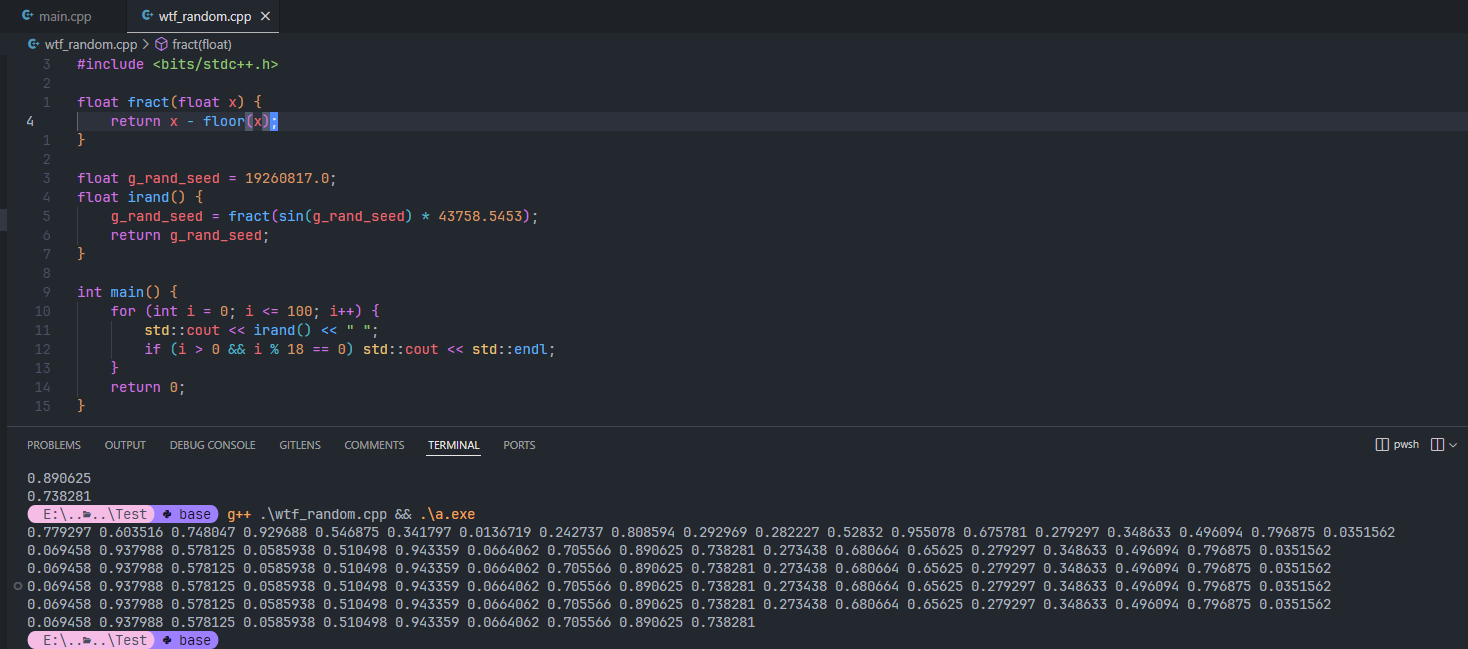 main.cpp wtf_random.cpp
wtf_random.cpp > fract(float)
3 #include <bits/stdc++.h>
2
1 float fract(float x) {
4 return x - floor(x);
1 }
2
3 float g_rand_seed = 19260817.0;
4 float irand() {
5 g_rand_seed = fract(sin(g_rand_seed) * 43758.5453);
6 return g_rand_seed;
7 }
8
9 int main() {
10 for (int i = 0; i <= 100; i++) {
11 std::cout << irand() << " ";
12 if (i > 0 && i % 18 == 0) std::cout << std::endl;
13 }
14 return 0;
15 }
PROBLEMS OUTPUT DEBUG CONSOLE GITLENS COMMENTS TERMINAL PORTS pwsh
0.890625
0.738281
E:\..\..\Test base g++ .\wtf_random.cpp && .\a.exe
0.779297 0.603516 0.748047 0.929688 0.546875 0.341797 0.0136719 0.242737 0.808594 0.292969 0.282227 0.52832 0.955078 0.675781 0.279297 0.348633 0.496094 0.796875 0.0351562
0.069458 0.937988 0.578125 0.0585938 0.510498 0.943359 0.0664062 0.705566 0.890625 0.738281 0.273438 0.680664 0.65625 0.279297 0.348633 0.496094 0.796875 0.0351562
0.069458 0.937988 0.578125 0.0585938 0.510498 0.943359 0.0664062 0.705566 0.890625 0.738281 0.273438 0.680664 0.65625 0.279297 0.348633 0.496094 0.796875 0.0351562
0.069458 0.937988 0.578125 0.0585938 0.510498 0.943359 0.0664062 0.705566 0.890625 0.738281 0.273438 0.680664 0.65625 0.279297 0.348633 0.496094 0.796875 0.0351562
0.069458 0.937988 0.578125 0.0585938 0.510498 0.943359 0.0664062 0.705566 0.890625 0.738281 0.273438 0.680664 0.65625 0.279297 0.348633 0.496094 0.796875 0.0351562
0.069458 0.937988 0.578125 0.0585938 0.510498 0.943359 0.0664062 0.705566 0.890625 0.738281
E:\..\..\Test base